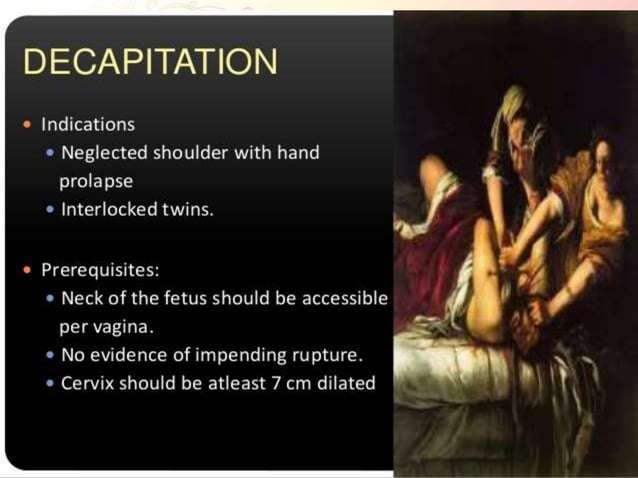 DECAPITATION
• Indications
• Neglected shoulder with hand
prolapse
• Interlocked twins.
• Prerequisites:
• Neck of the fetus should be accessible
per vagina.
• No evidence of impending rupture.
• Cervix should be atleast 7 cm dilated